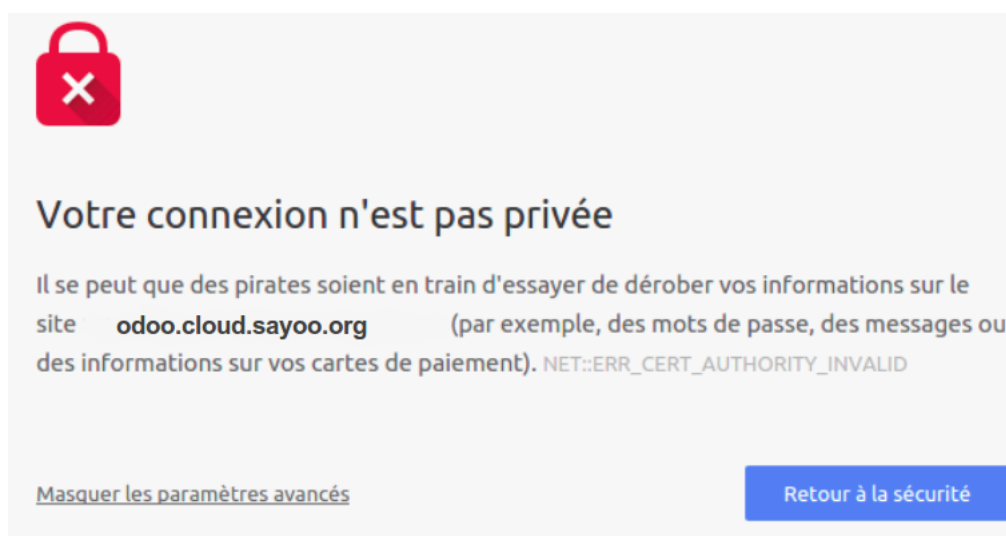 Votre connexion n'est pas privée
Il se peut que des pirates soient en train d'essayer de dérober vos informations sur le
site odoo.cloud.sayoo.org (par exemple, des mots de passe, des messages ou
des informations sur vos cartes de paiement). NET::ERR_CERT_AUTHORITY_INVALID
Masquer les paramètres avancés
Retour à la sécurité